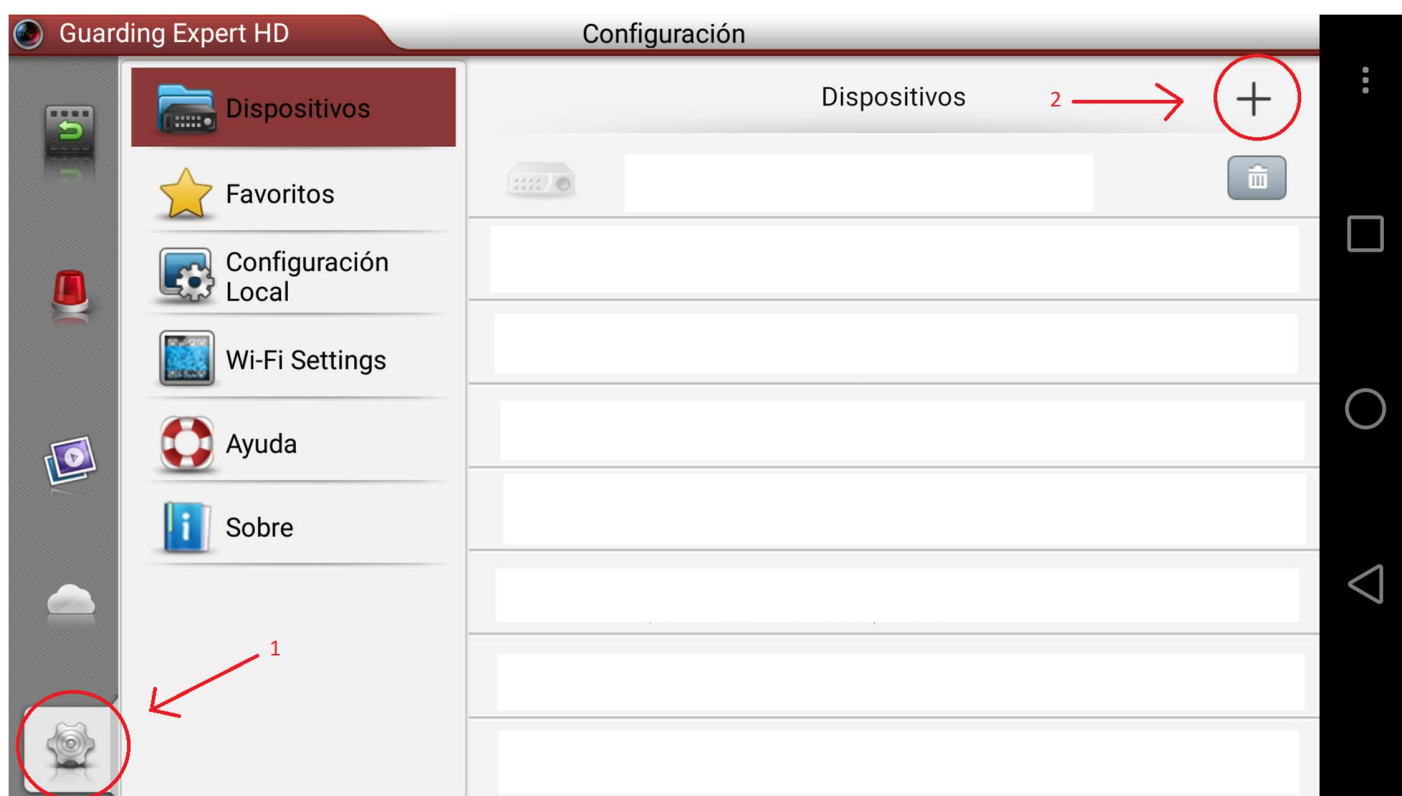 Guarding Expert HD
Configuración
Dispositivos
Dispositivos
2
Favoritos
Configuración
Local
Wi-Fi Settings
Ayuda
Sobre
1